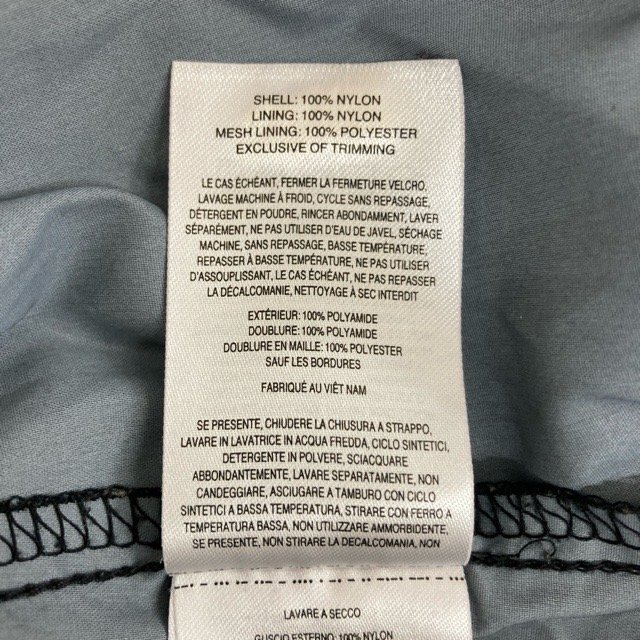 SHELL: 100% NYLON
LINING: 100% NYLON
MESH LINING: 100% POLYESTER
EXCLUSIVE OF TRIMMING
LE CAS ÉCHÉANT, FERMER LA FERMETURE VELCRO,
LAVAGE MACHINE À FROID, CYCLE SANS REPASSAGE,
DÉTERGENT EN POUDRE, RINCER ABONDAMMENT, LAVER
SÉPARÉMENT, NE PAS UTILISER D'EAU DE JAVEL, SÉCHAGE
MACHINE, SANS REPASSAGE, BASSE TEMPÉRATURE,
REPASSER À BASSE TEMPÉRATURE, NE PAS UTILISER
D'ASSOUPLISSANT, LE CAS ÉCHÉANT, NE PAS REPASSER
LA DÉCALCOMANIE, NETTOYAGE À SEC INTERDIT
EXTÉRIEUR: 100% POLYAMIDE
DOUBLURE: 100% POLYAMIDE
DOUBLURE EN MAILLE: 100% POLYESTER
SAUF LES BORDURES
FABRIQUÉ AU VIÊT NAM
SE PRESENTE, CHIUDERE LA CHIUSURA A STRAPPO,
LAVARE IN LAVATRICE IN ACQUA FREDDA, CICLO SINTETICI,
DETERGENTE IN POLVERE, SCIACQUARE
ABBONDANTEMENTE, LAVARE SEPARATAMENTE, NON
CANDEGGIARE, ASCIUGARE A TAMBURO CON CICLO
SINTETICI A BASSA TEMPERATURA, STIRARE CON FERRO A
TEMPERATURA BASSA, NON UTILIZZARE AMMORBIDENTE,
SE PRESENTE, NON STIRARE LA DECALCOMANIA, NON
LAVARE A SECCO
GUSCIO ESTERNO: 100% NYLON